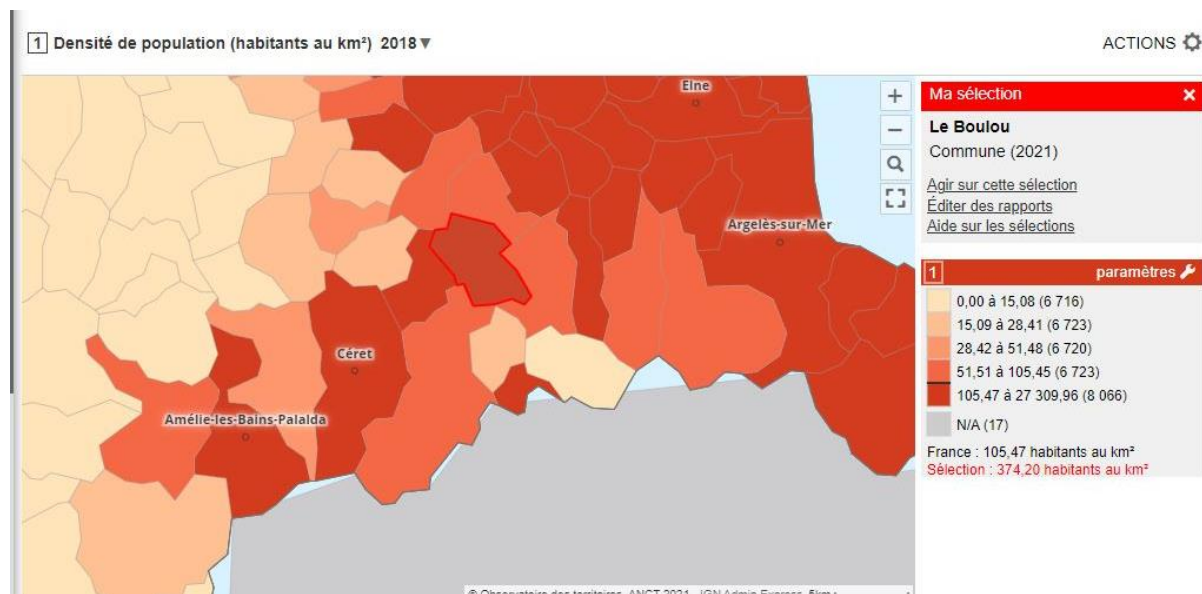 1 Densité de population (habitants au km²) 2018 ▼
ACTIONS
Elne
Argelès-sur-Mer
Céret
Amélie-les-Bains-Palalda
+
−
Ma sélection ×
Le Boulou
Commune (2021)
Agir sur cette sélection
Éditer des rapports
Aide sur les sélections
1 paramètres
0,00 à 15,08 (6 716)
15,09 à 28,41 (6 723)
28,42 à 51,48 (6 720)
51,51 à 105,45 (6 723)
105,47 à 27 309,96 (8 066)
N/A (17)
France : 105,47 habitants au km²
Sélection : 374,20 habitants au km²
© Observatoire des territoires, ANCT 2021 - IGN Admin Express 5km